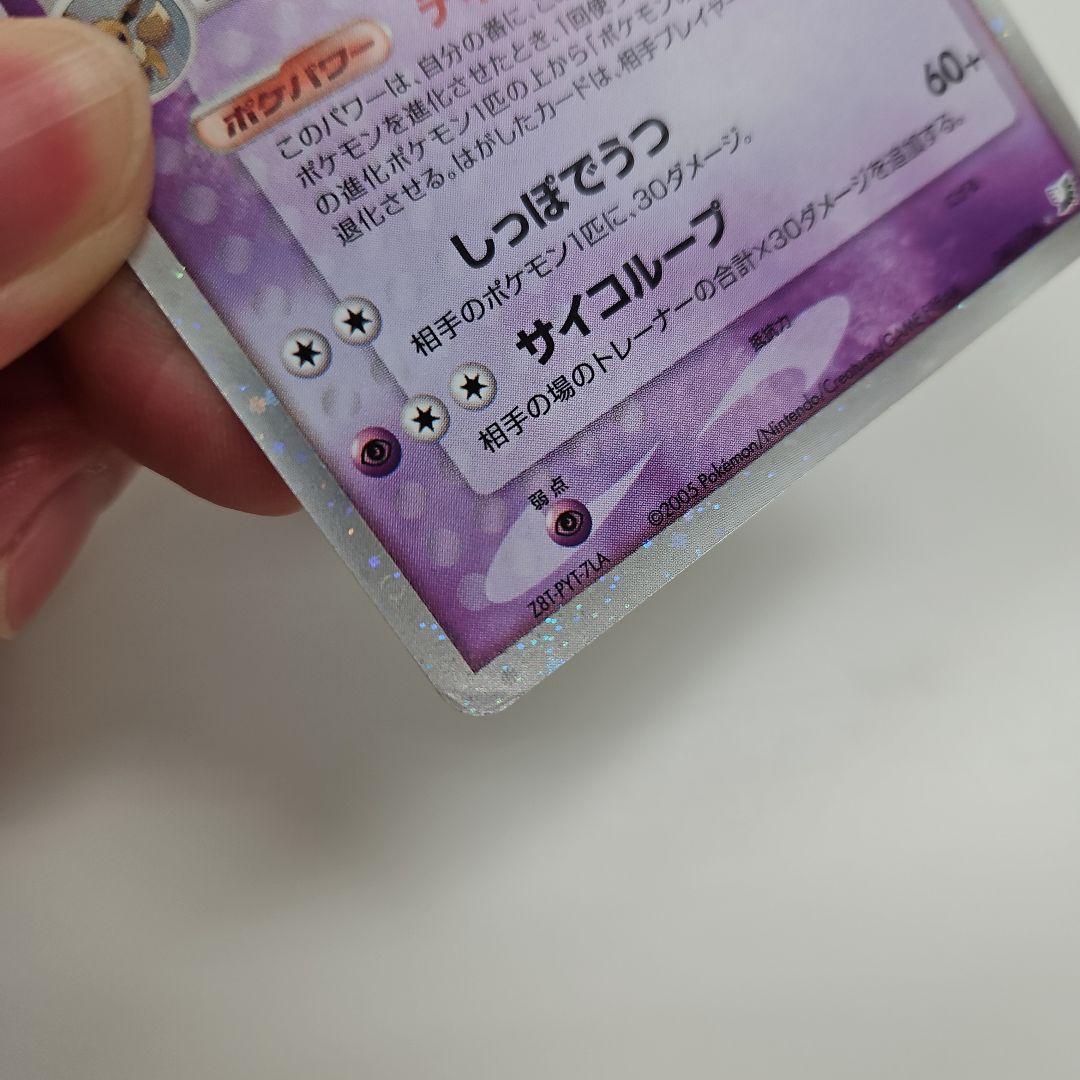 ポケパワー
このパワーは、自分の番に、こ
ポケモンを進化させたとき、1回使
の進化ポケモン1匹の上から「ポケモン
退化させる。はがしたカードは、相手プレイヤー
しっぽでうつ
相手のポケモン1匹に、30ダメージ。
サイコループ
60+
相手の場のトレーナーの合計×30ダメージを追加する。
弱点
抵抗力
Z8T-PYT-7LA
©2005 Pokémon/Nintendo/Creatures/GAME